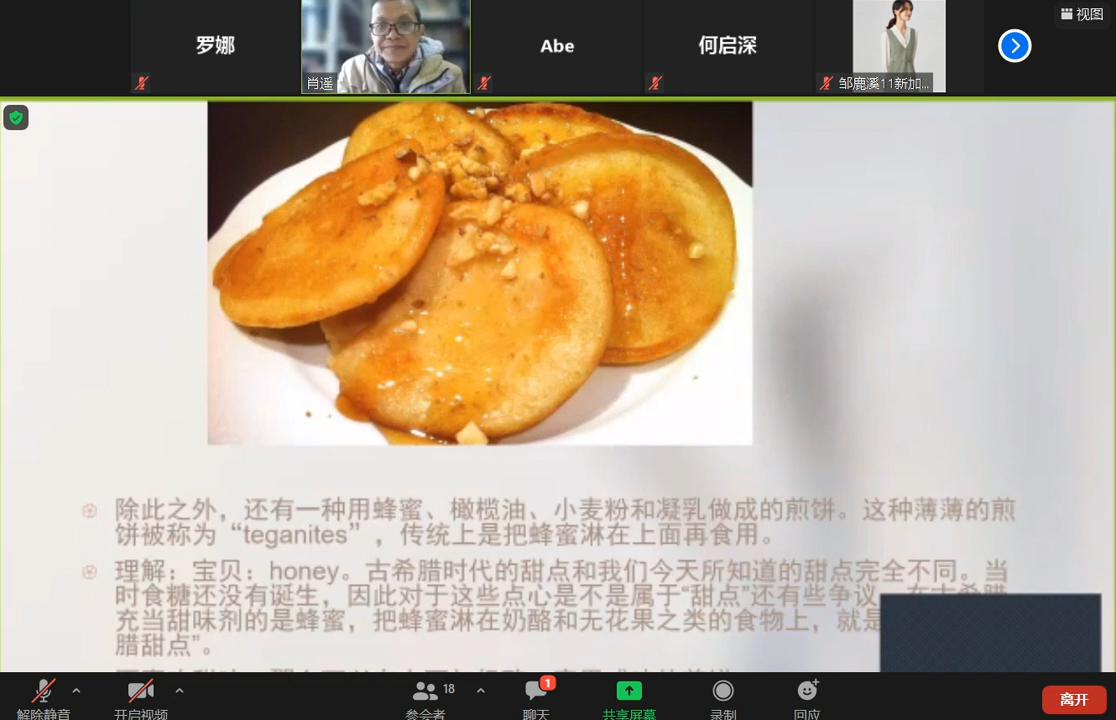 视图
罗娜
肖遥
Abe
何启深
邹鹿溪11新加...
除此之外，还有一种用蜂蜜、橄榄油、小麦粉和凝乳做成的煎饼。这种薄薄的煎
饼被称为“teganites”，传统上是把蜂蜜淋在上面再食用。
理解：宝贝：honey。古希腊时代的甜点和我们今天所知道的甜点完全不同。当
时食糖还没有诞生，因此对于这些点心是不是属于“甜点”还有些争议。在古希腊
充当甜味剂的是蜂蜜，把蜂蜜淋在奶酪和无花果之类的食物上，就是
腊甜点”。
解除静音
开启视频
18
参会者
1
聊天
共享屏幕
录制
回应
离开